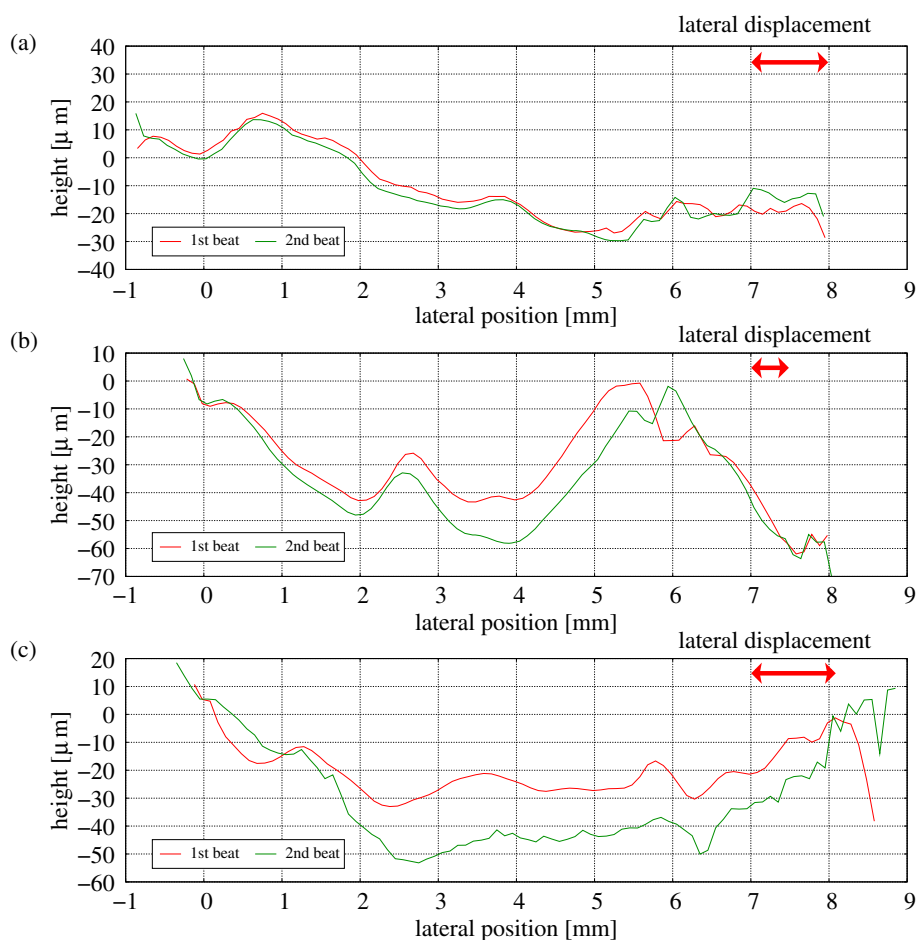 lateral displacement
(a)
40
30
20
10
0
−10
−20
−30
−40
height [μ m]
1st beat 2nd beat
−1 0 1 2 3 4 5 6 7 8 9
lateral position [mm]
lateral displacement
(b)
10
0
−10
−20
−30
−40
−50
−60
−70
height [μ m]
1st beat 2nd beat
−1 0 1 2 3 4 5 6 7 8 9
lateral position [mm]
lateral displacement
(c)
20
10
0
−10
−20
−30
−40
−50
−60
height [μ m]
1st beat 2nd beat
−1 0 1 2 3 4 5 6 7 8 9
lateral position [mm]